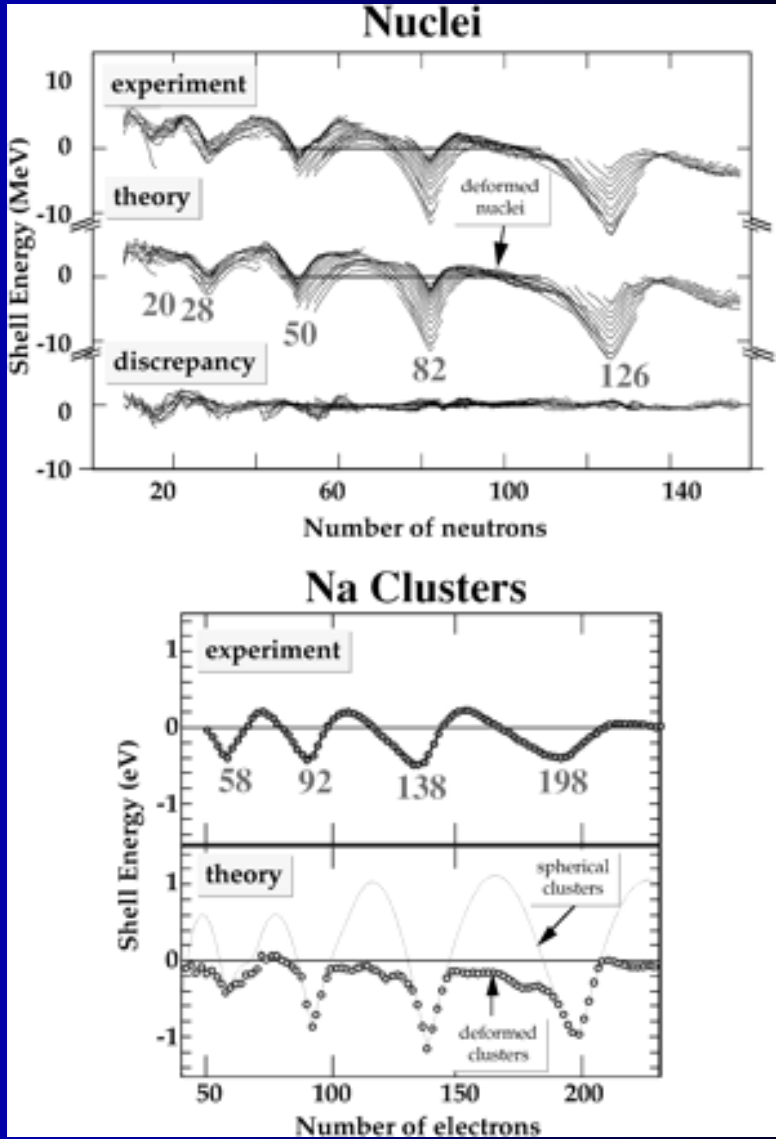 Nuclei
experiment
10
0
-10
theory
deformed
nuclei
0
-10
20 28 50 82 126
discrepancy
0
-10
Shell Energy (MeV)
20 60 100 140
Number of neutrons
Na Clusters
experiment
1
0
-1
58 92 138 198
theory
spherical
clusters
1
0
-1
deformed
clusters
Shell Energy (eV)
50 100 150 200
Number of electrons